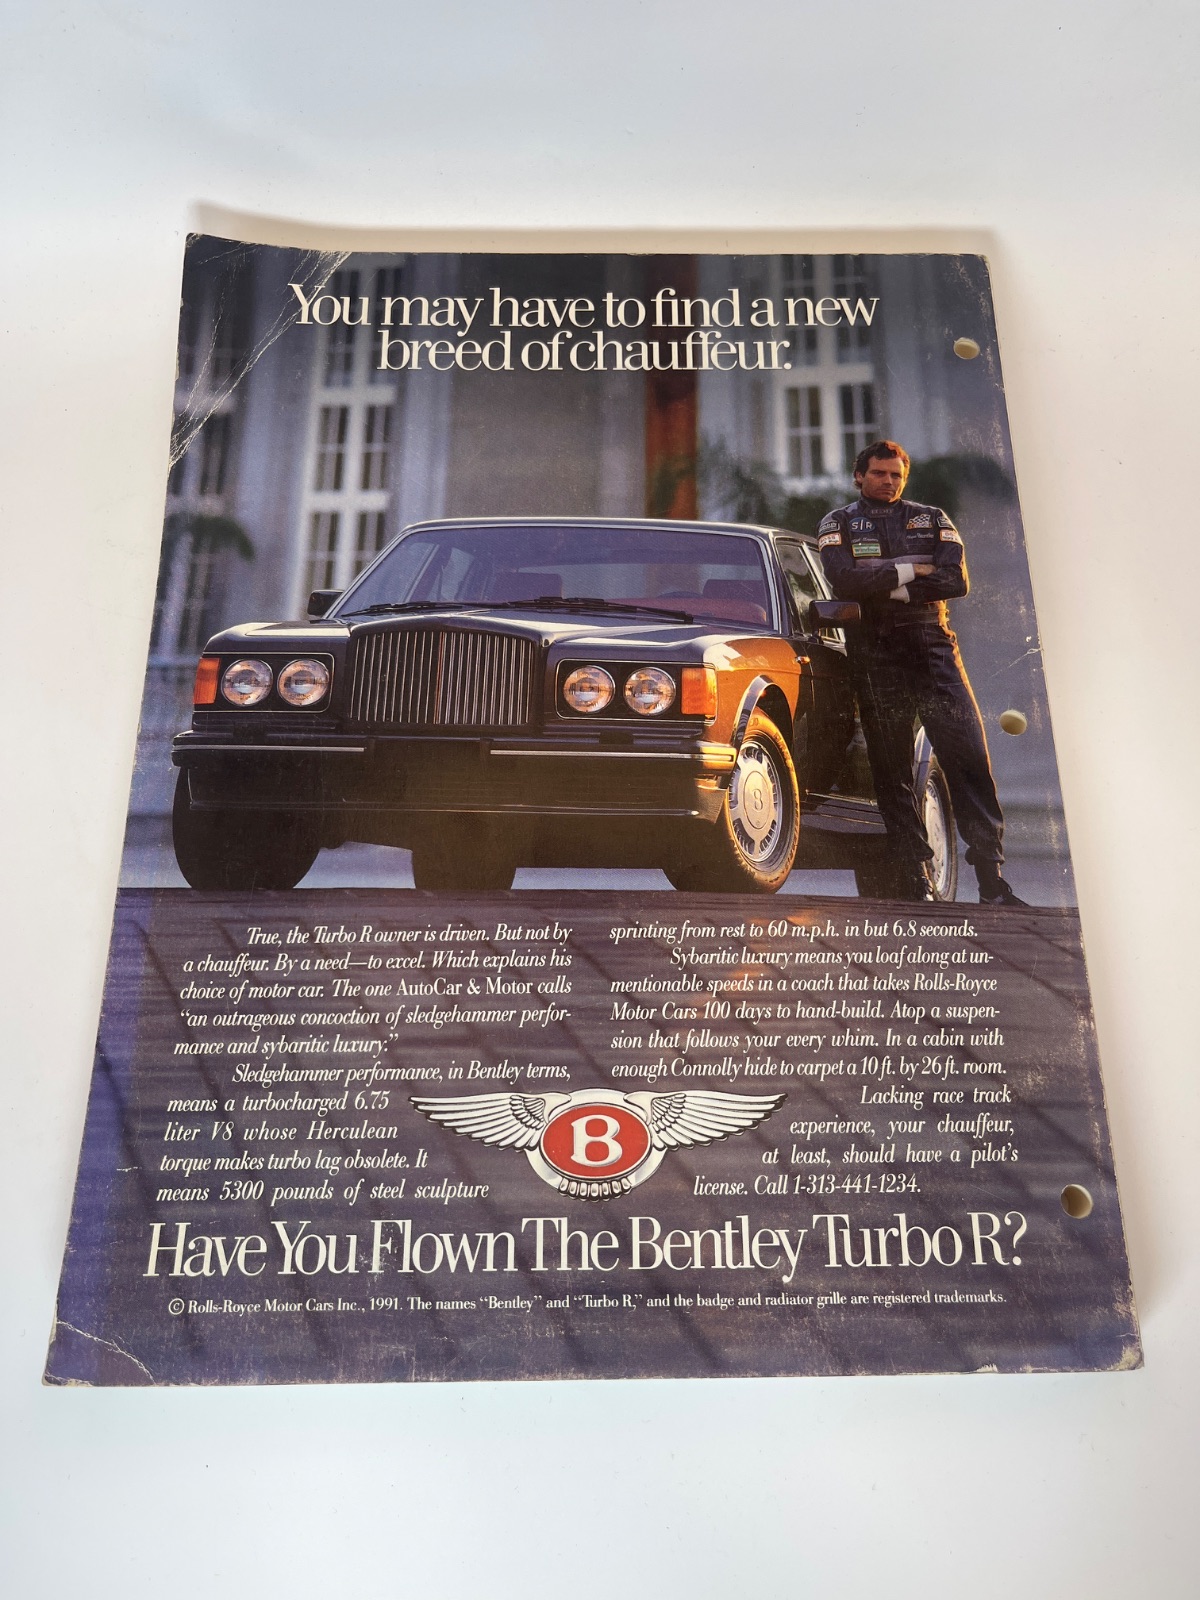 You may have to find a new
breed of chauffeur.
S R
True, the Turbo R owner is driven. But not by
a chauffeur. By a need—to excel. Which explains his
choice of motor car. The one AutoCar & Motor calls
“an outrageous concoction of sledgehammer perfor-
mance and sybaritic luxury.”
Sledgehammer performance, in Bentley terms,
means a turbocharged 6.75
liter V8 whose Herculean
torque makes turbo lag obsolete. It
means 5300 pounds of steel sculpture
sprinting from rest to 60 m.p.h. in but 6.8 seconds.
Sybaritic luxury means you loaf along at un-
mentionable speeds in a coach that takes Rolls-Royce
Motor Cars 100 days to hand-build. Atop a suspen-
sion that follows your every whim. In a cabin with
enough Connolly hide to carpet a 10 ft. by 26 ft. room.
Lacking race track
experience, your chauffeur,
at least, should have a pilot’s
license. Call 1-313-441-1234.
B
Have You Flown The Bentley Turbo R?
© Rolls-Royce Motor Cars Inc., 1991. The names “Bentley” and “Turbo R,” and the badge and radiator grille are registered trademarks.